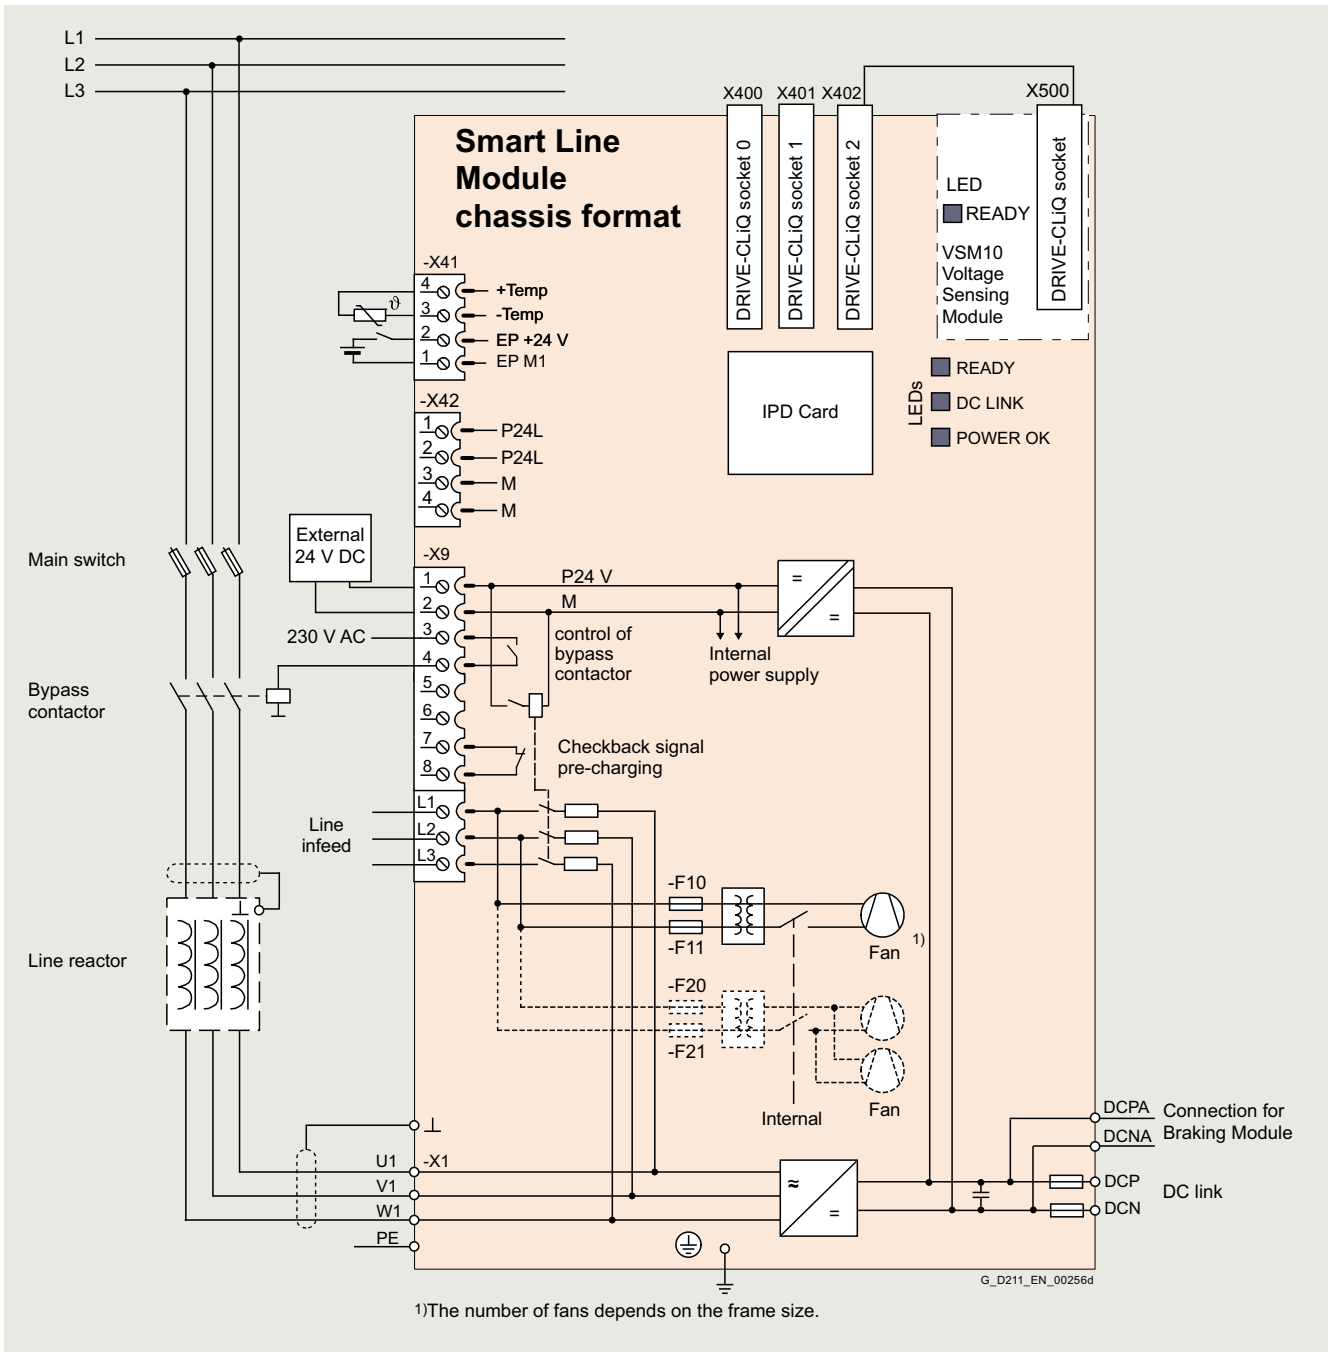 L1
L2
L3
X400
X401
X402
X500
Smart Line
Module
chassis format
DRIVE-CLiQ socket 0
DRIVE-CLiQ socket 1
DRIVE-CLiQ socket 2
LED
READY
VSM10
Voltage
Sensing
Module
DRIVE-CLiQ socket
-X41
4
+Temp
ϑ
3
-Temp
2
EP +24 V
1
EP M1
LEDs
READY
DC LINK
POWER OK
IPD Card
-X42
1
P24L
2
P24L
3
M
4
M
Main switch
External
24 V DC
-X9
1
P24 V
=
=
2
M
230 V AC
3
control of
bypass
contactor
Internal
power supply
4
Bypass
contactor
5
6
7
8
Checkback signal
pre-charging
Line
infeed
L1
L2
L3
-F10
-F11
Fan
1)
Line reactor
-F20
-F21
Fan
Internal
DCPA
DCNA
Connection for
Braking Module
U1
-X1
V1
W1
PE
≈
=
DCP
DCN
DC link
G_D211_EN_00256d
1)The number of fans depends on the frame size.